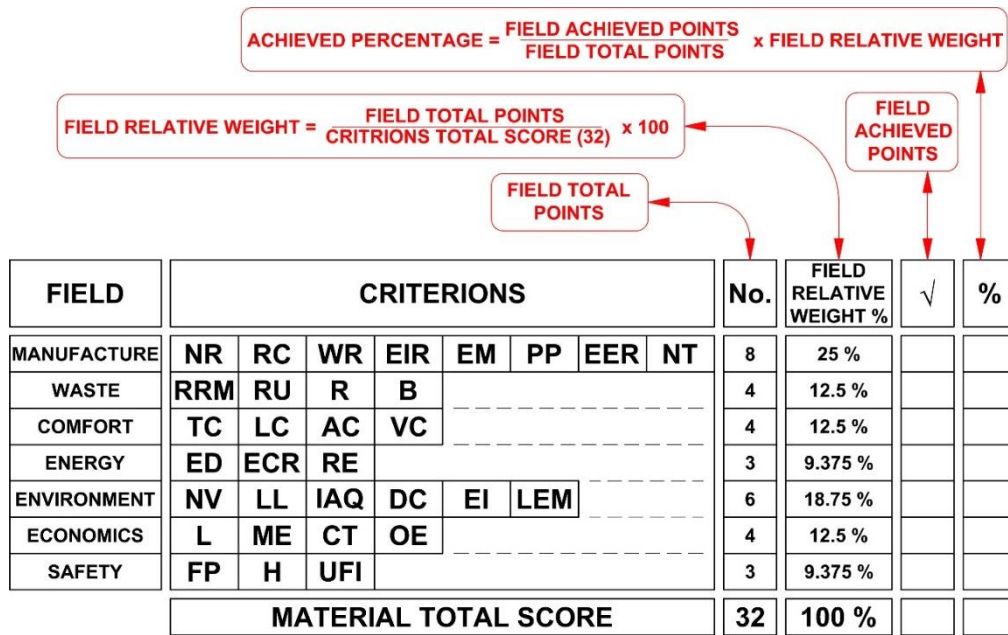 ACHIEVED PERCENTAGE = FIELD ACHIEVED POINTS / FIELD TOTAL POINTS x FIELD RELATIVE WEIGHT
FIELD RELATIVE WEIGHT = FIELD TOTAL POINTS / CRITRIONS TOTAL SCORE (32) x 100
FIELD
ACHIEVED
POINTS
FIELD TOTAL
POINTS
FIELD CRITERIONS No. FIELD RELATIVE WEIGHT % √ %
MANUFACTURE NR RC WR EIR EM PP EER NT 8 25 %
WASTE RRM RU R B 4 12.5 %
COMFORT TC LC AC VC 4 12.5 %
ENERGY ED ECR RE 3 9.375 %
ENVIRONMENT NV LL IAQ DC EI LEM 6 18.75 %
ECONOMICS L ME CT OE 4 12.5 %
SAFETY FP H UFI 3 9.375 %
MATERIAL TOTAL SCORE 32 100 %